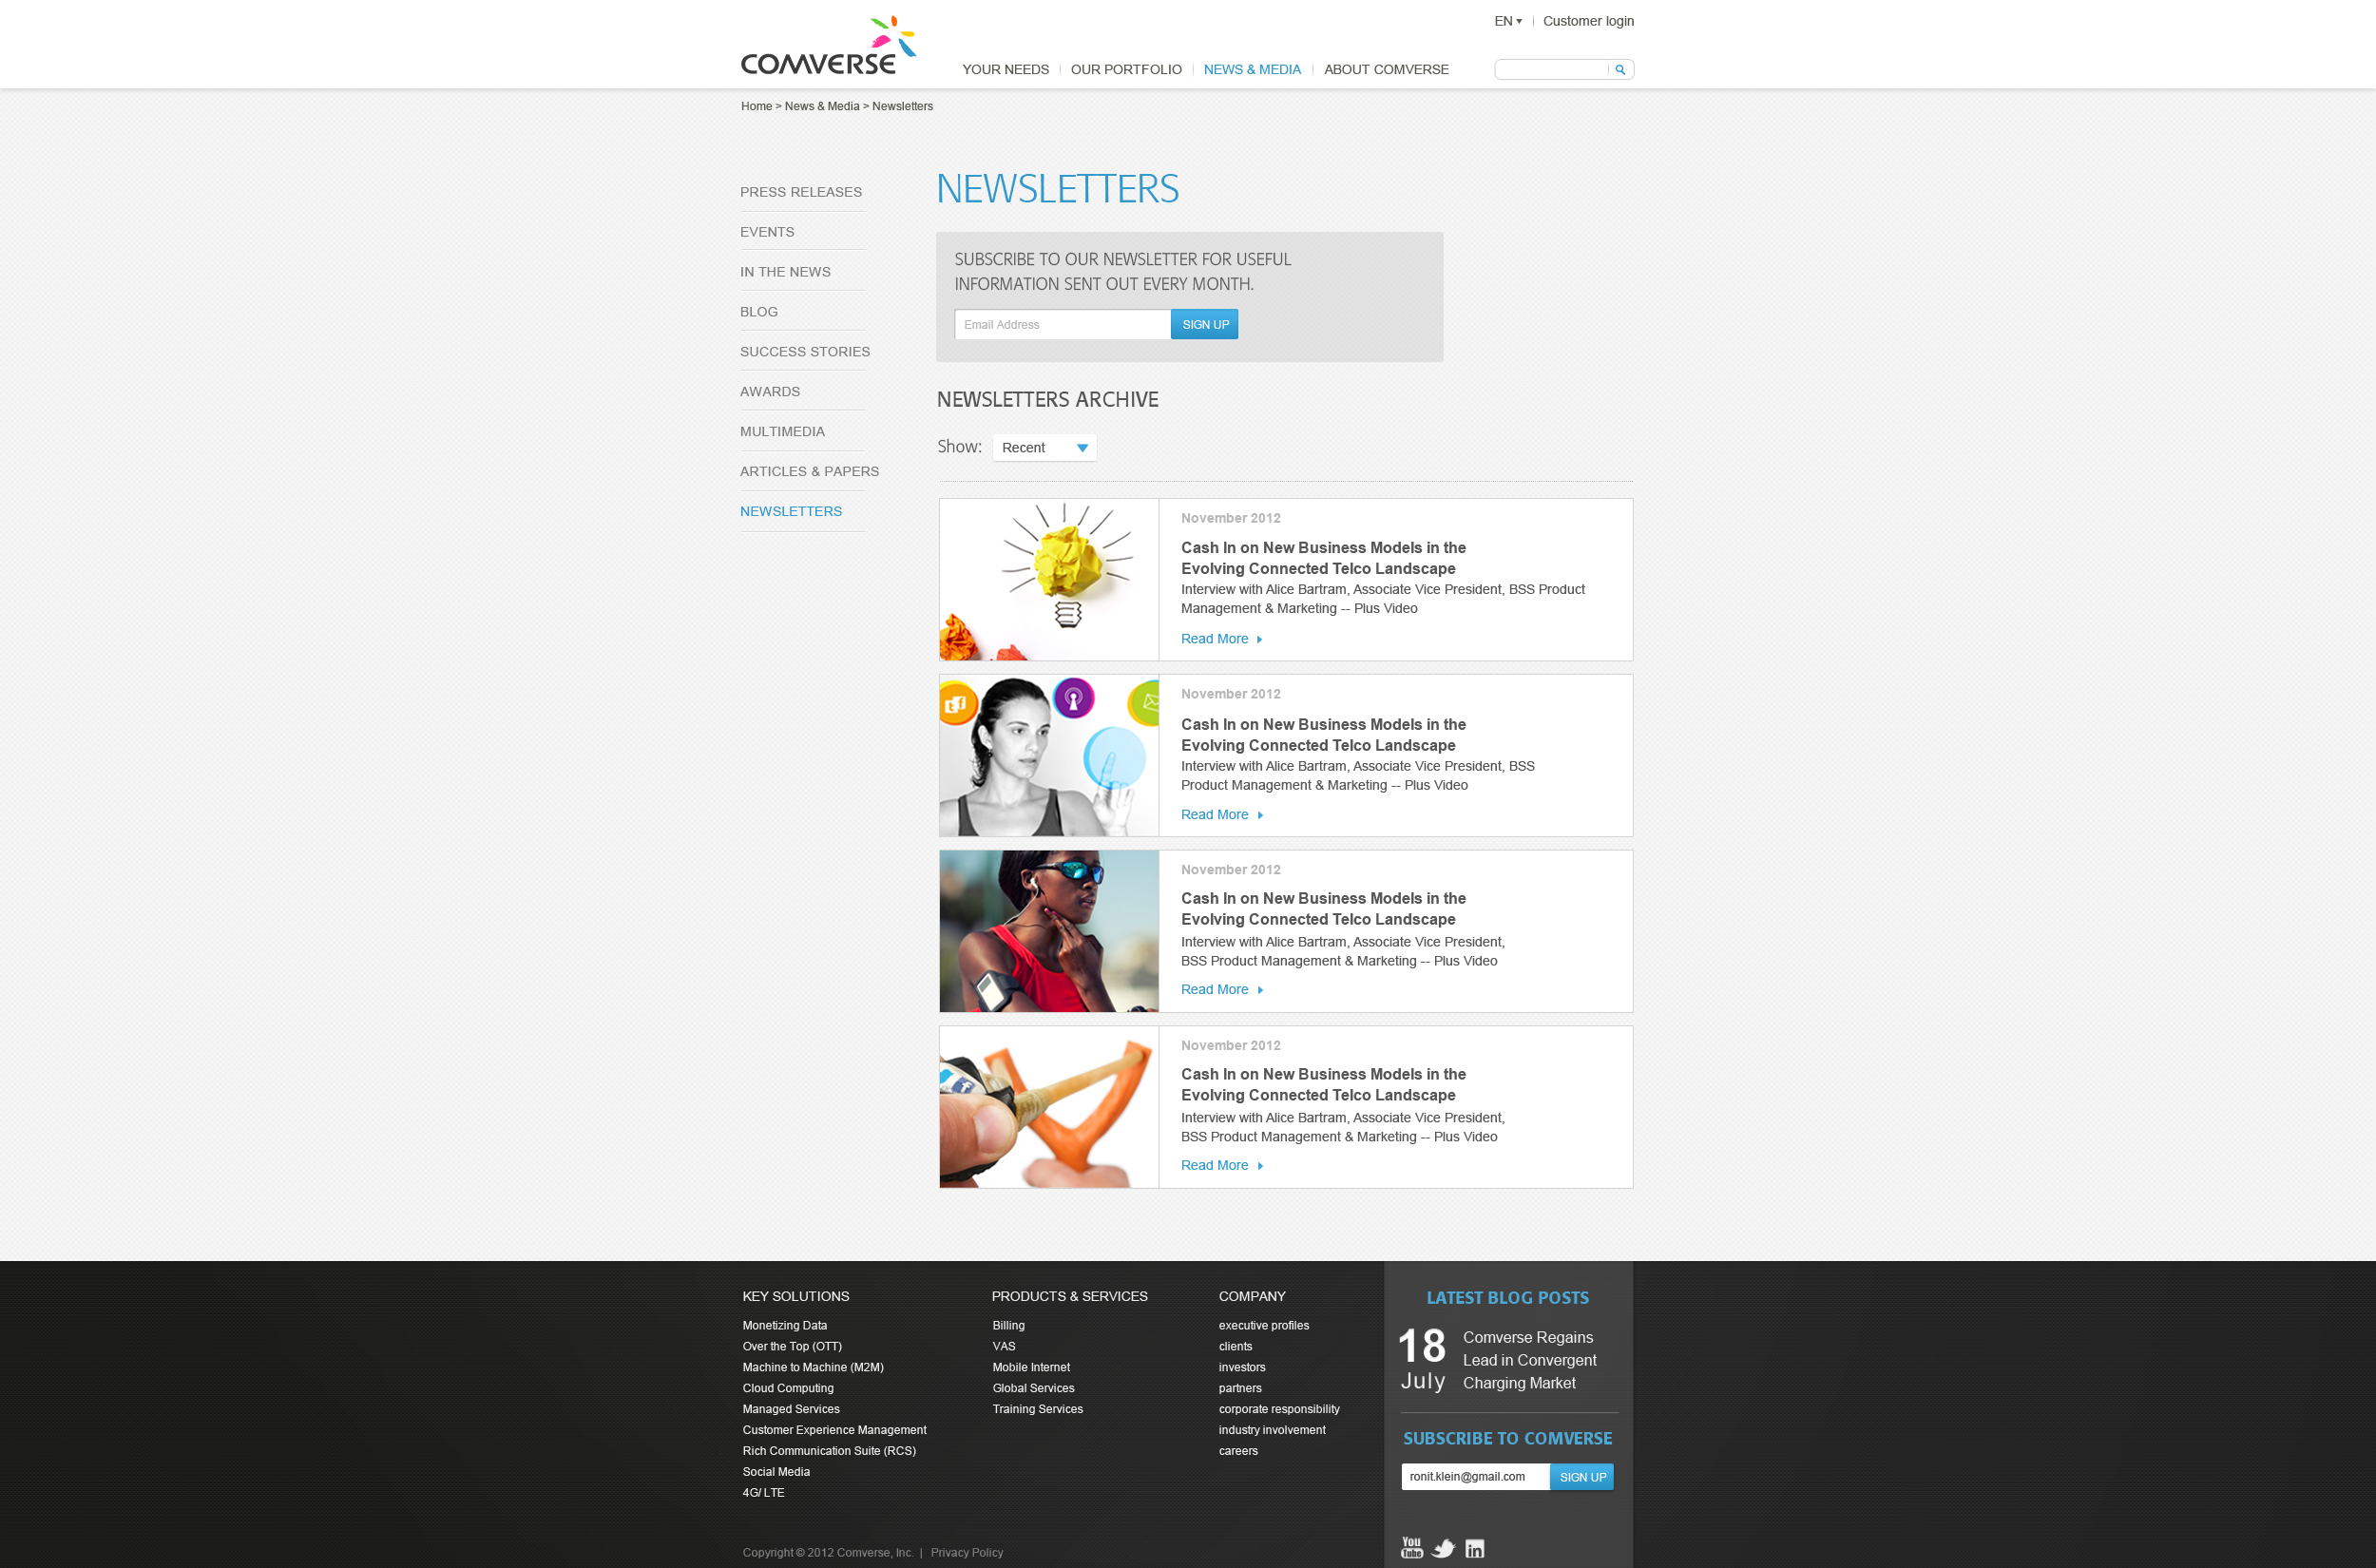 COMVERSE
EN
Customer login
YOUR NEEDS
OUR PORTFOLIO
NEWS & MEDIA
ABOUT COMVERSE
Home > News & Media > Newsletters
PRESS RELEASES
EVENTS
IN THE NEWS
BLOG
SUCCESS STORIES
AWARDS
MULTIMEDIA
ARTICLES & PAPERS
NEWSLETTERS
NEWSLETTERS
SUBSCRIBE TO OUR NEWSLETTER FOR USEFUL
INFORMATION SENT OUT EVERY MONTH.
Email Address
SIGN UP
NEWSLETTERS ARCHIVE
Show:
Recent
November 2012
Cash In on New Business Models in the
Evolving Connected Telco Landscape
Interview with Alice Bartram, Associate Vice President, BSS Product
Management & Marketing -- Plus Video
Read More
November 2012
Cash In on New Business Models in the
Evolving Connected Telco Landscape
Interview with Alice Bartram, Associate Vice President, BSS
Product Management & Marketing -- Plus Video
Read More
November 2012
Cash In on New Business Models in the
Evolving Connected Telco Landscape
Interview with Alice Bartram, Associate Vice President,
BSS Product Management & Marketing -- Plus Video
Read More
November 2012
Cash In on New Business Models in the
Evolving Connected Telco Landscape
Interview with Alice Bartram, Associate Vice President,
BSS Product Management & Marketing -- Plus Video
Read More
KEY SOLUTIONS
Monetizing Data
Over the Top (OTT)
Machine to Machine (M2M)
Cloud Computing
Managed Services
Customer Experience Management
Rich Communication Suite (RCS)
Social Media
4G/ LTE
PRODUCTS & SERVICES
Billing
VAS
Mobile Internet
Global Services
Training Services
COMPANY
executive profiles
clients
investors
partners
corporate responsibility
industry involvement
careers
LATEST BLOG POSTS
18
July
Comverse Regains
Lead in Convergent
Charging Market
SUBSCRIBE TO COMVERSE
ronit.klein@gmail.com
SIGN UP
You
Tube
in
Copyright © 2012 Comverse, Inc. | Privacy Policy